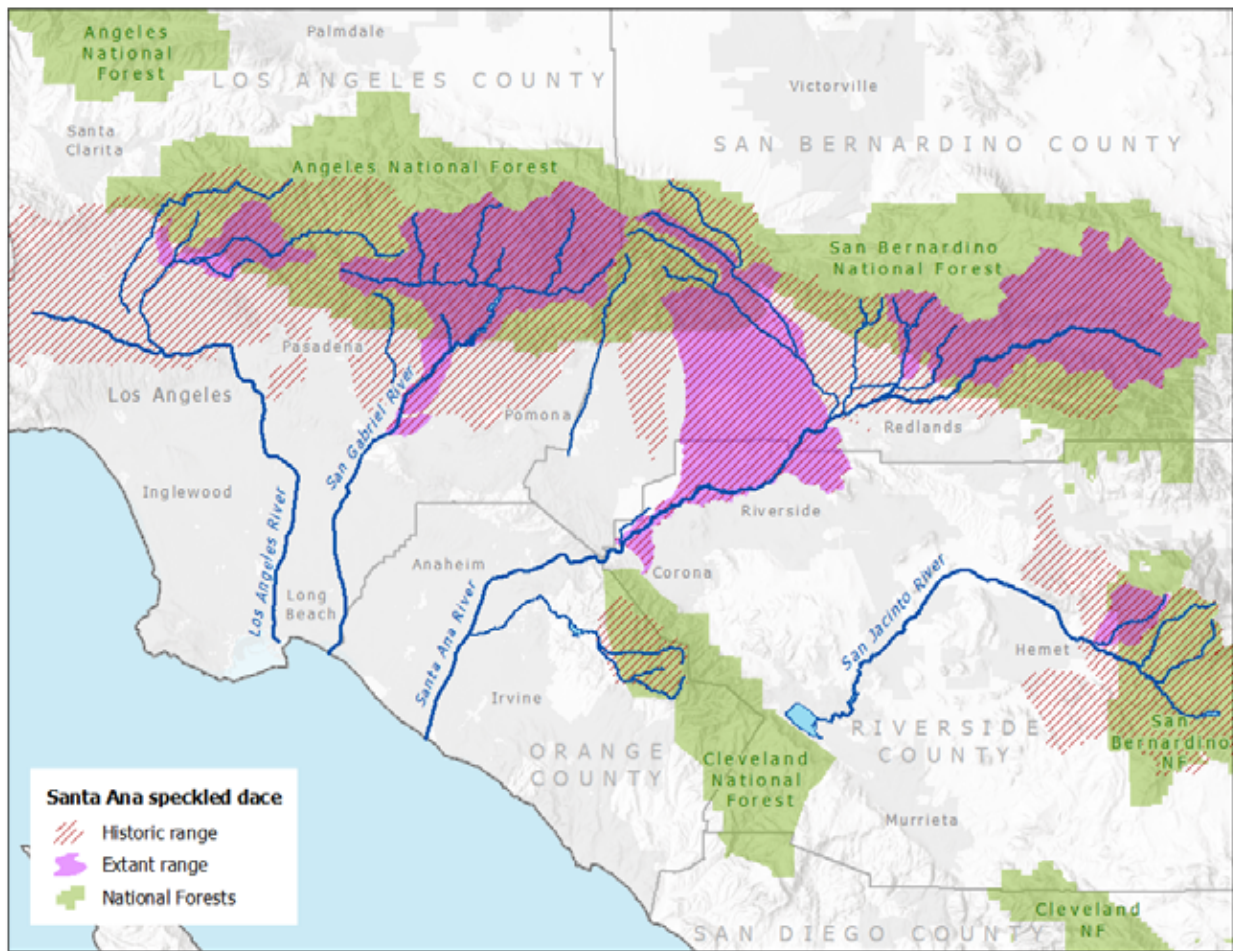 Angeles
National
Forest
Palmdale
LOS ANGELES COUNTY
Victorville
Santa
Clarita
SAN BERNARDINO COUNTY
Angeles National Forest
San Bernardino
National Forest
Pasadena
Los Angeles
San Gabriel River
Pomona
Redlands
Inglewood
Los Angeles River
Riverside
Anaheim
Corona
Long
Beach
Santa Ana River
San Jacinto River
Hemet
Irvine
ORANGE
COUNTY
RIVERSIDE
COUNTY
San
Bernardino
NF
Cleveland
National
Forest
Murrieta
Santa Ana speckled dace
Historic range
Extant range
National Forests
Cleveland
NF
SAN DIEGO COUNTY